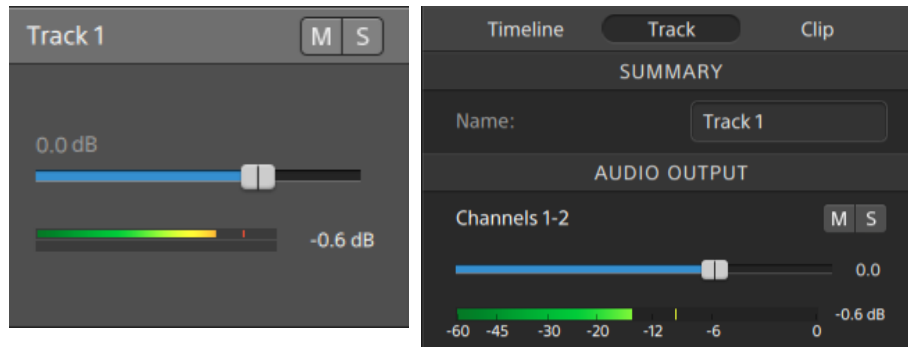 Track 1 M S
0.0 dB
-0.6 dB
Timeline Track Clip
SUMMARY
Name: Track 1
AUDIO OUTPUT
Channels 1-2 M S
0.0
-0.6 dB
-60 -45 -30 -20 -12 -6 0